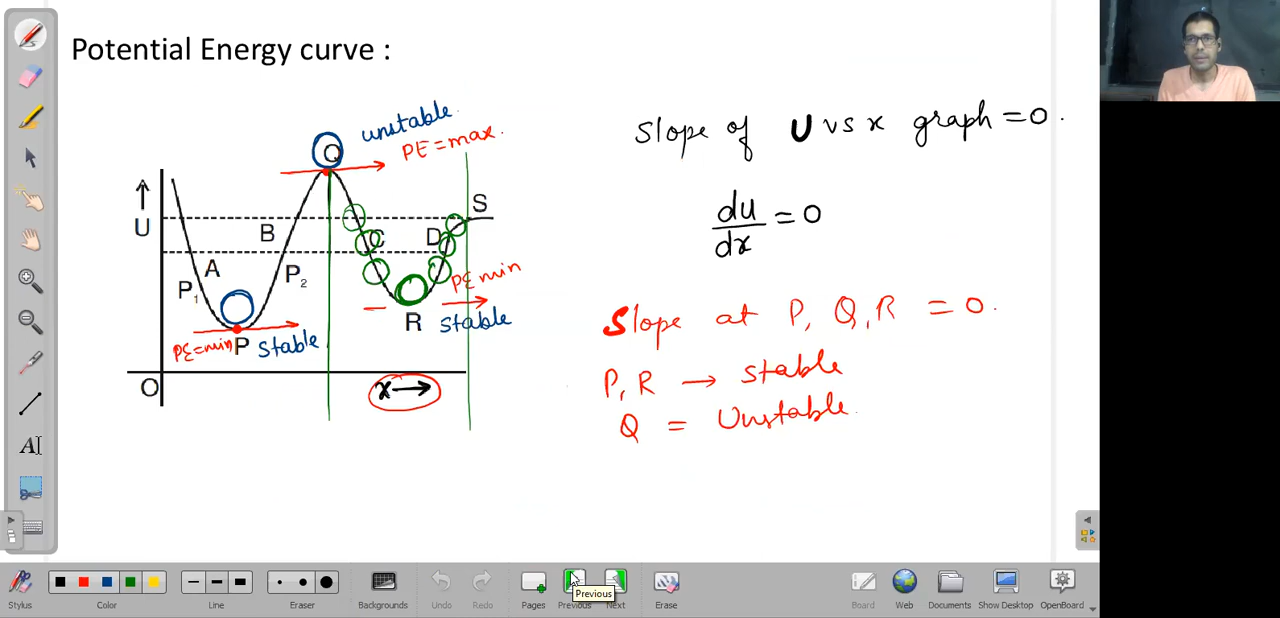 Potential Energy curve :
unstable.
PE = max.
Q
S
U
B
C
D
A
P1
P2
PE min
R
stable
PE=min
P
stable
O
x
Slope of U vs x graph = 0.
du/dx = 0
Slope at P, Q, R = 0.
P, R → stable
Q = Unstable.
A
Previous
Stylus
Color
Line
Eraser
Backgrounds
Undo
Redo
Pages
Previous
Next
Erase
Board
Web
Documents
Show Desktop
OpenBoard